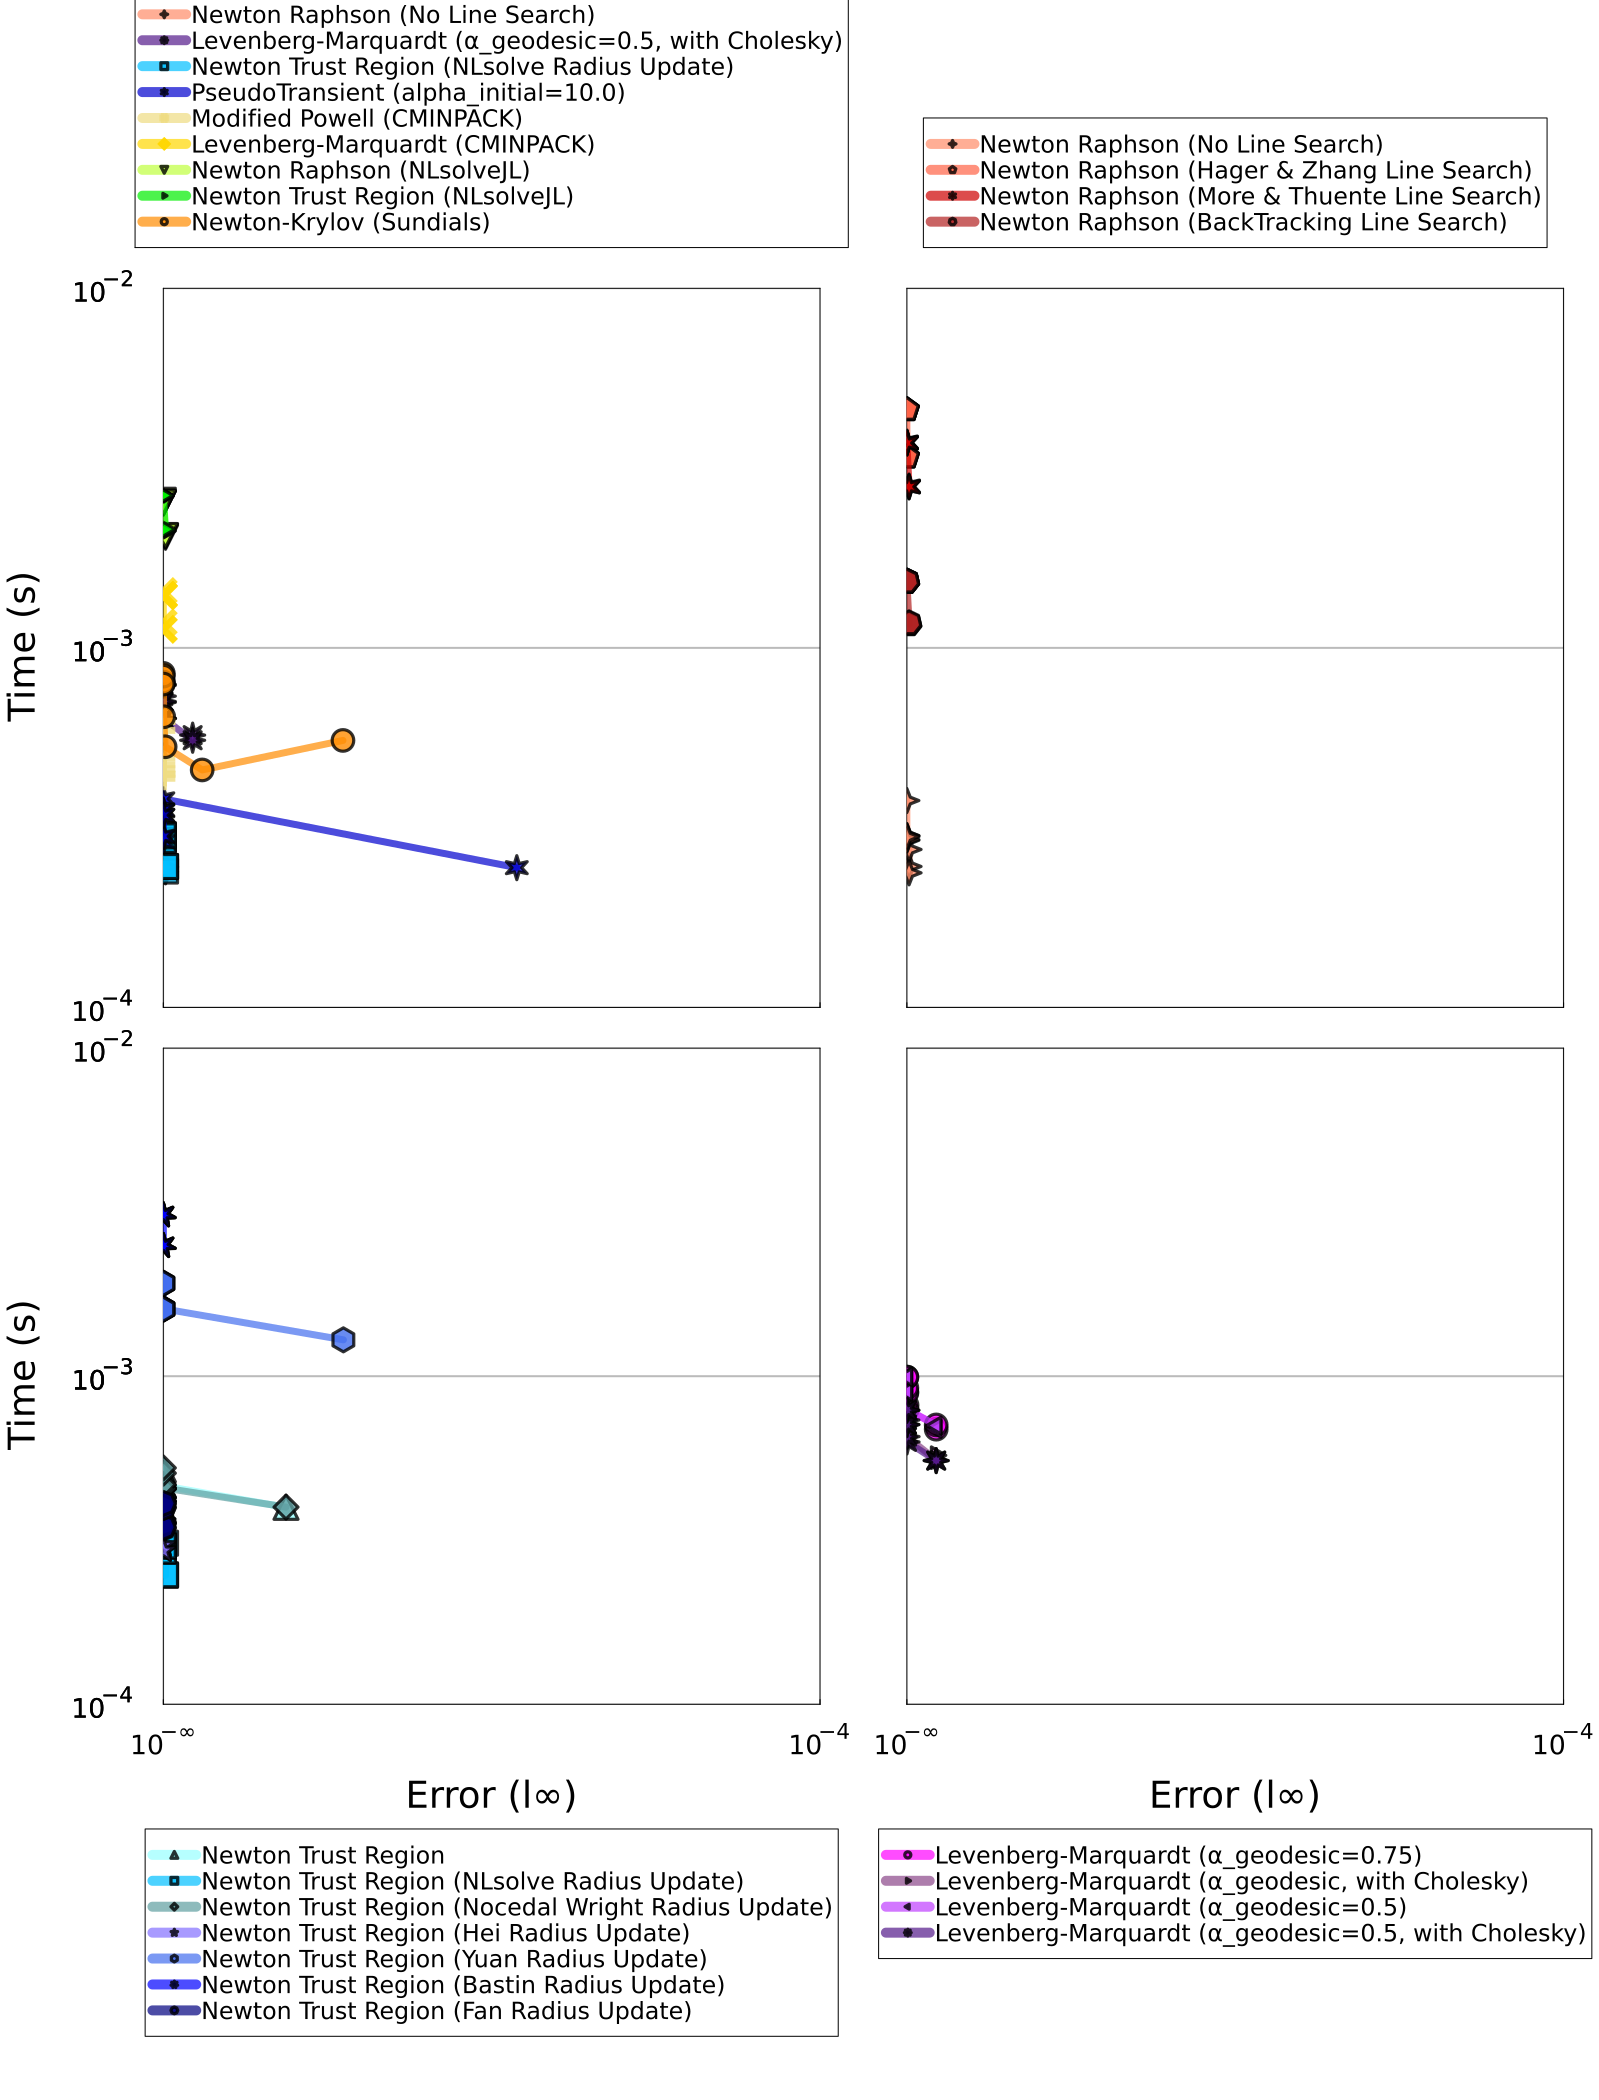 Newton Raphson (No Line Search)
Levenberg-Marquardt (α_geodesic=0.5, with Cholesky)
Newton Trust Region (NLsolve Radius Update)
PseudoTransient (alpha_initial=10.0)
Modified Powell (CMINPACK)
Levenberg-Marquardt (CMINPACK)
Newton Raphson (NLsolveJL)
Newton Trust Region (NLsolveJL)
Newton-Krylov (Sundials)
Newton Raphson (No Line Search)
Newton Raphson (Hager & Zhang Line Search)
Newton Raphson (More & Thuente Line Search)
Newton Raphson (BackTracking Line Search)
10⁻²
10⁻³
10⁻⁴
Time (s)
10⁻²
10⁻³
10⁻⁴
Time (s)
10^−∞
10⁻⁴
Error (l∞)
10^−∞
10⁻⁴
Error (l∞)
Newton Trust Region
Newton Trust Region (NLsolve Radius Update)
Newton Trust Region (Nocedal Wright Radius Update)
Newton Trust Region (Hei Radius Update)
Newton Trust Region (Yuan Radius Update)
Newton Trust Region (Bastin Radius Update)
Newton Trust Region (Fan Radius Update)
Levenberg-Marquardt (α_geodesic=0.75)
Levenberg-Marquardt (α_geodesic, with Cholesky)
Levenberg-Marquardt (α_geodesic=0.5)
Levenberg-Marquardt (α_geodesic=0.5, with Cholesky)